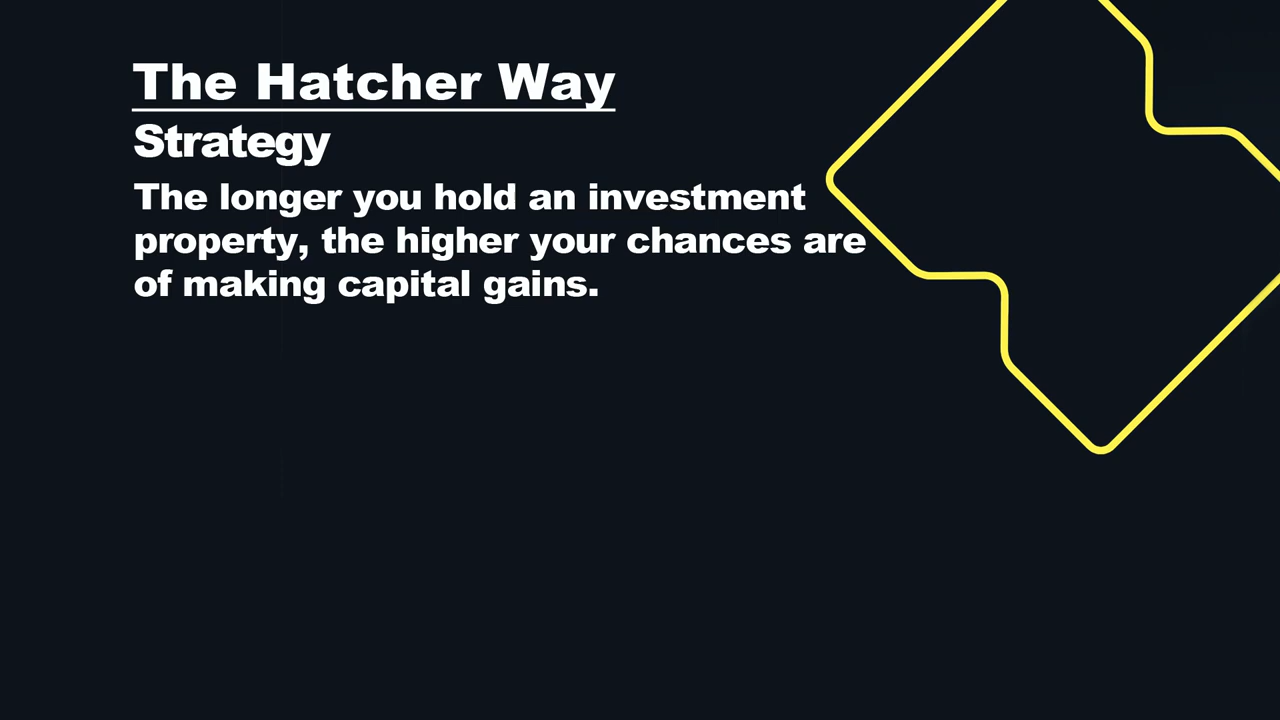 The Hatcher Way
Strategy
The longer you hold an investment
property, the higher your chances are
of making capital gains.